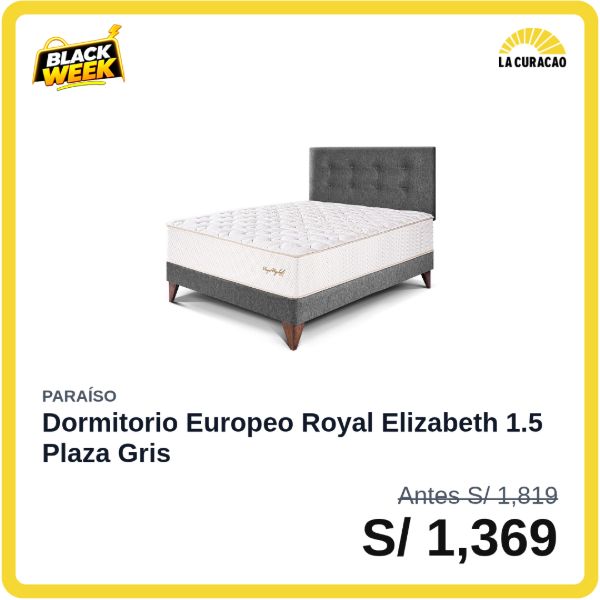 BLACK
WEEK
LA CURACAO
PARAÍSO
Dormitorio Europeo Royal Elizabeth 1.5
Plaza Gris
Antes S/ 1,819
S/ 1,369